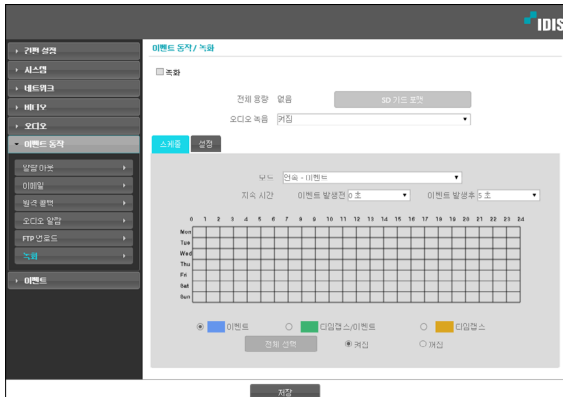 IDIS
간편 설정
시스템
네트워크
비디오
오디오
이벤트 동작
알람 아웃
이메일
원격 콜백
오디오 알람
FTP 업로드
녹화
이벤트
이벤트 동작 / 녹화
녹화
전체 용량 없음 SD 카드 포맷
오디오 녹음 켜짐
스케줄 설정
모드 연속 - 이벤트
지속 시간 이벤트 발생전 0 초 이벤트 발생후 5 초
0 1 2 3 4 5 6 7 8 9 10 11 12 13 14 15 16 17 18 19 20 21 22 23 24
Mon
Tue
Wed
Thu
Fri
Sat
Sun
이벤트 타임랩스/이벤트 타임랩스
전체 선택 켜짐 꺼짐
저장